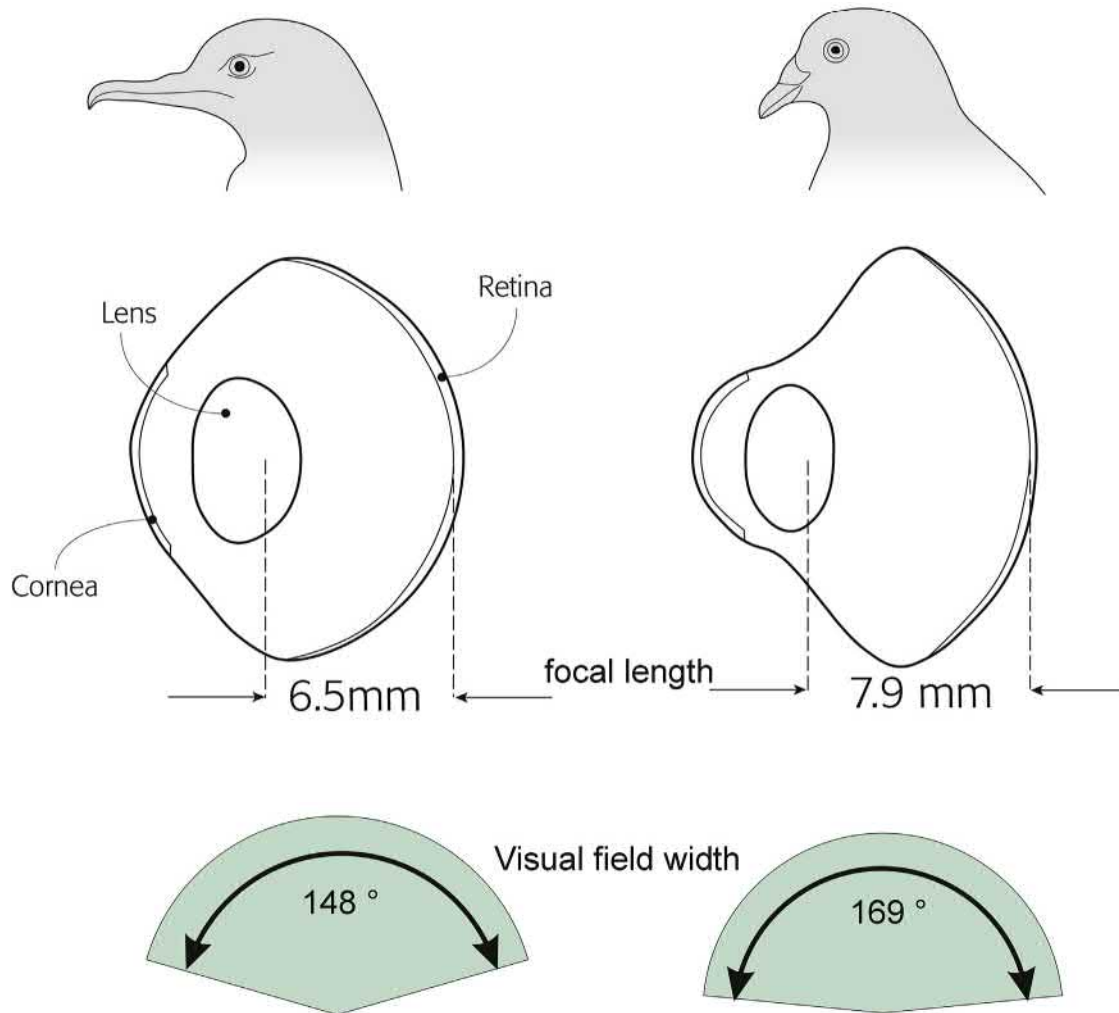 Lens
Retina
Cornea
focal length
6.5mm
7.9 mm
Visual field width
148 °
169 °